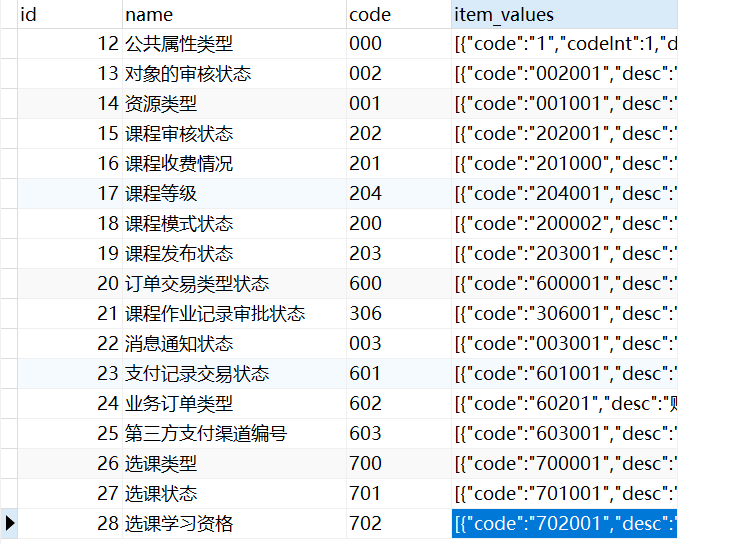 id name code item_values
12 公共属性类型 000 [{"code":"1","codeInt":1,"d
13 对象的审核状态 002 [{"code":"002001","desc":"
14 资源类型 001 [{"code":"001001","desc":"
15 课程审核状态 202 [{"code":"202001","desc":"
16 课程收费情况 201 [{"code":"201000","desc":"
17 课程等级 204 [{"code":"204001","desc":"
18 课程模式状态 200 [{"code":"200002","desc":"
19 课程发布状态 203 [{"code":"203001","desc":"
20 订单交易类型状态 600 [{"code":"600001","desc":"
21 课程作业记录审批状态 306 [{"code":"306001","desc":"
22 消息通知状态 003 [{"code":"003001","desc":"
23 支付记录交易状态 601 [{"code":"601001","desc":"
24 业务订单类型 602 [{"code":"60201","desc":"
25 第三方支付渠道编号 603 [{"code":"603001","desc":"
26 选课类型 700 [{"code":"700001","desc":"
27 选课状态 701 [{"code":"701001","desc":"
28 选课学习资格 702 [{"code":"702001","desc":"